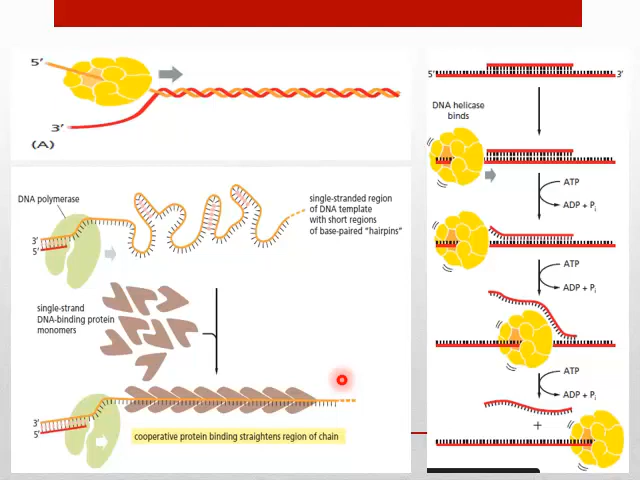 5′
3′
(A)
DNA polymerase
single-stranded region
of DNA template
with short regions
of base-paired "hairpins"
3′
5′
single-strand
DNA-binding protein
monomers
3′
5′
cooperative protein binding straightens region of chain
5′
3′
DNA helicase
binds
ATP
ADP + Pi
ATP
ADP + Pi
ATP
ADP + Pi
+